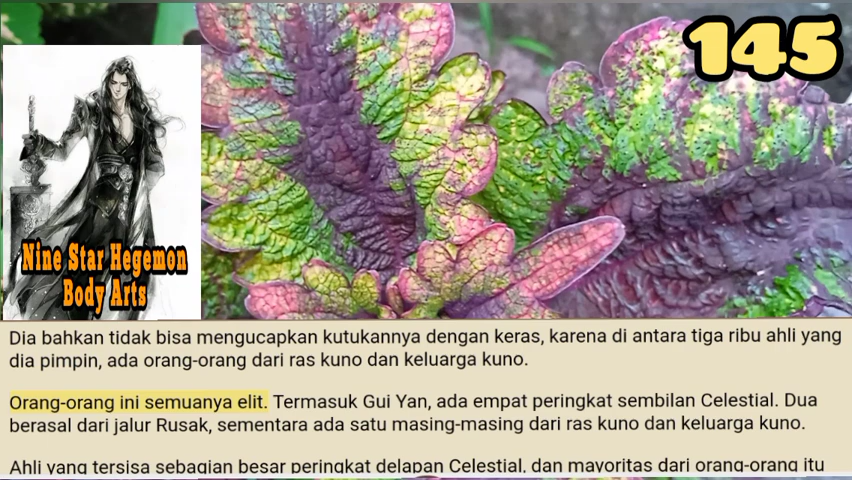 145
Nine Star Hegemon
Body Arts
Dia bahkan tidak bisa mengucapkan kutukannya dengan keras, karena di antara tiga ribu ahli yang
dia pimpin, ada orang-orang dari ras kuno dan keluarga kuno.
Orang-orang ini semuanya elit. Termasuk Gui Yan, ada empat peringkat sembilan Celestial. Dua
berasal dari jalur Rusak, sementara ada satu masing-masing dari ras kuno dan keluarga kuno.
Ahli yang tersisa sebagian besar peringkat delapan Celestial, dan mayoritas dari orang-orang itu